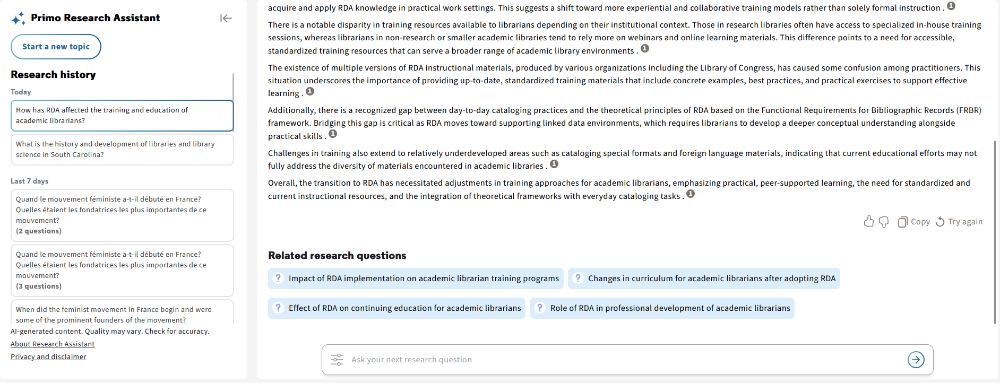 Primo Research Assistant
Start a new topic
Research history
Today
How has RDA affected the training and education of
academic librarians?
What is the history and development of libraries and library
science in South Carolina?
Last 7 days
Quand le mouvement féministe a-t-il débuté en France?
Quelles étaient les fondatrices les plus importantes de ce
mouvement?
(2 questions)
Quand le mouvement féministe a-t-il débuté en France?
Quelles étaient les fondatrices les plus importantes de ce
mouvement?
(3 questions)
When did the feminist movement in France begin and were
some of the prominent founders of the movement?
AI-generated content. Quality may vary. Check for accuracy.
About Research Assistant
Privacy and disclaimer
acquire and apply RDA knowledge in practical work settings. This suggests a shift toward more experiential and collaborative training models rather than solely formal instruction . 1
There is a notable disparity in training resources available to librarians depending on their institutional context. Those in research libraries often have access to specialized in-house training
sessions, whereas librarians in non-research or smaller academic libraries tend to rely more on webinars and online learning materials. This difference points to a need for accessible,
standardized training resources that can serve a broader range of academic library environments . 1
The existence of multiple versions of RDA instructional materials, produced by various organizations including the Library of Congress, has caused some confusion among practitioners. This
situation underscores the importance of providing up-to-date, standardized training materials that include concrete examples, best practices, and practical exercises to support effective
learning . 1
Additionally, there is a recognized gap between day-to-day cataloging practices and the theoretical principles of RDA based on the Functional Requirements for Bibliographic Records (FRBR)
framework. Bridging this gap is critical as RDA moves toward supporting linked data environments, which requires librarians to develop a deeper conceptual understanding alongside
practical skills . 1
Challenges in training also extend to relatively underdeveloped areas such as cataloging special formats and foreign language materials, indicating that current educational efforts may not
fully address the diversity of materials encountered in academic libraries . 1
Overall, the transition to RDA has necessitated adjustments in training approaches for academic librarians, emphasizing practical, peer-supported learning, the need for standardized and
current instructional resources, and the integration of theoretical frameworks with everyday cataloging tasks . 1
Copy Try again
Related research questions
? Impact of RDA implementation on academic librarian training programs
? Changes in curriculum for academic librarians after adopting RDA
? Effect of RDA on continuing education for academic librarians
? Role of RDA in professional development of academic librarians
Ask your next research question